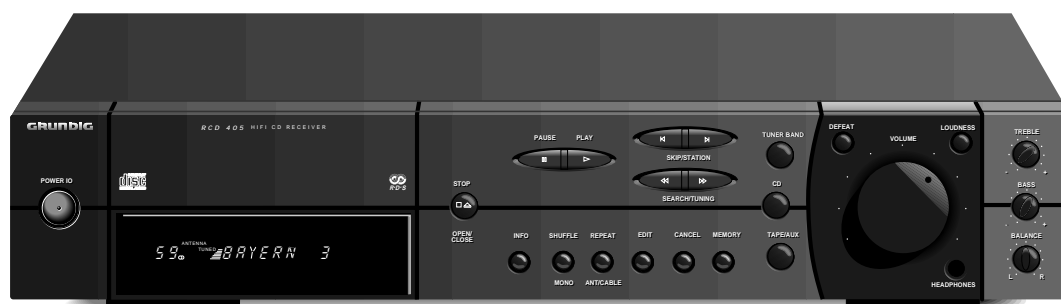 GRUNDIG
RCD 405 HIFI CD RECEIVER
POWER IO
disc
R·D·S
ANTENNA
TUNED
59 BAYERN 3
PAUSE PLAY
STOP
OPEN/
CLOSE
SKIP/STATION
SEARCH/TUNING
INFO SHUFFLE REPEAT EDIT CANCEL MEMORY
MONO ANT/CABLE
TUNER BAND
CD
TAPE/AUX
DEFEAT
VOLUME
LOUDNESS
HEADPHONES
TREBLE
- +
BASS
- +
BALANCE
L R